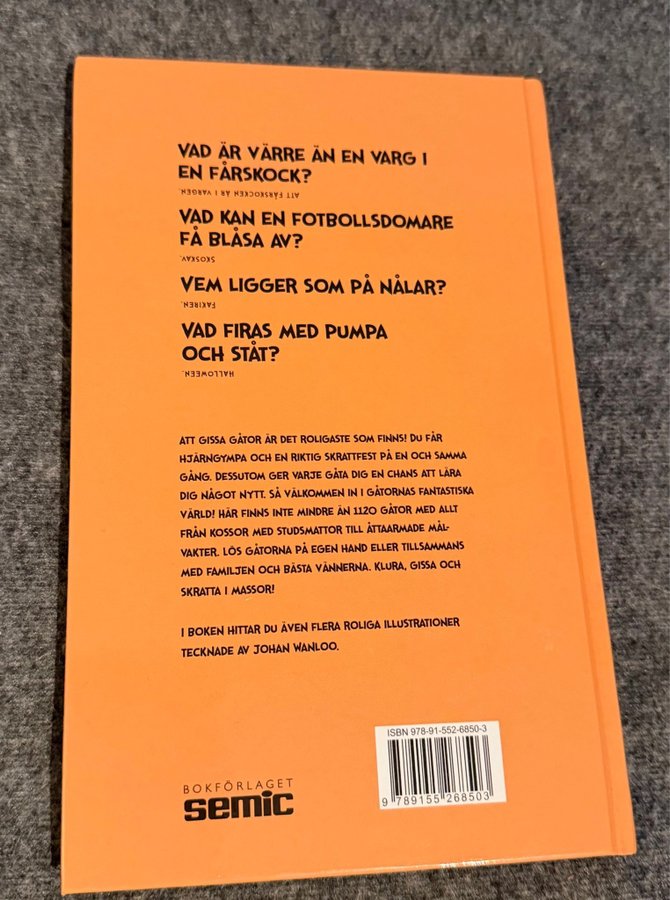 VAD ÄR VÄRRE ÄN EN VARG I
EN FÅRSKOCK?
ATT FÅRSKOCKEN ÄR I VARGEN.
VAD KAN EN FOTBOLLSDOMARE
FÅ BLÅSA AV?
SKOSKAV.
VEM LIGGER SOM PÅ NÅLAR?
FAKIREN.
VAD FIRAS MED PUMPA
OCH STÅT?
HALLOWEEN.
ATT GISSA GÅTOR ÄR DET ROLIGASTE SOM FINNS! DU FÅR
HJÄRNGYMPA OCH EN RIKTIG SKRATTFEST PÅ EN OCH SAMMA
GÅNG. DESSUTOM GER VARJE GÅTA DIG EN CHANS ATT LÄRA
DIG NÅGOT NYTT. SÅ VÄLKOMMEN IN I GÅTORNAS FANTASTISKA
VÄRLD! HÄR FINNS INTE MINDRE ÄN 1120 GÅTOR MED ALLT
FRÅN KOSSOR MED STUDSMATTOR TILL ÅTTAARMADE MÅL-
VAKTER. LÖS GÅTORNA PÅ EGEN HAND ELLER TILLSAMMANS
MED FAMILJEN OCH BÄSTA VÄNNERNA. KLURA, GISSA OCH
SKRATTA I MASSOR!
I BOKEN HITTAR DU ÄVEN FLERA ROLIGA ILLUSTRATIONER
TECKNADE AV JOHAN WANLOO.
BOKFÖRLAGET
semic
ISBN 978-91-552-6850-3
9 789155 268503